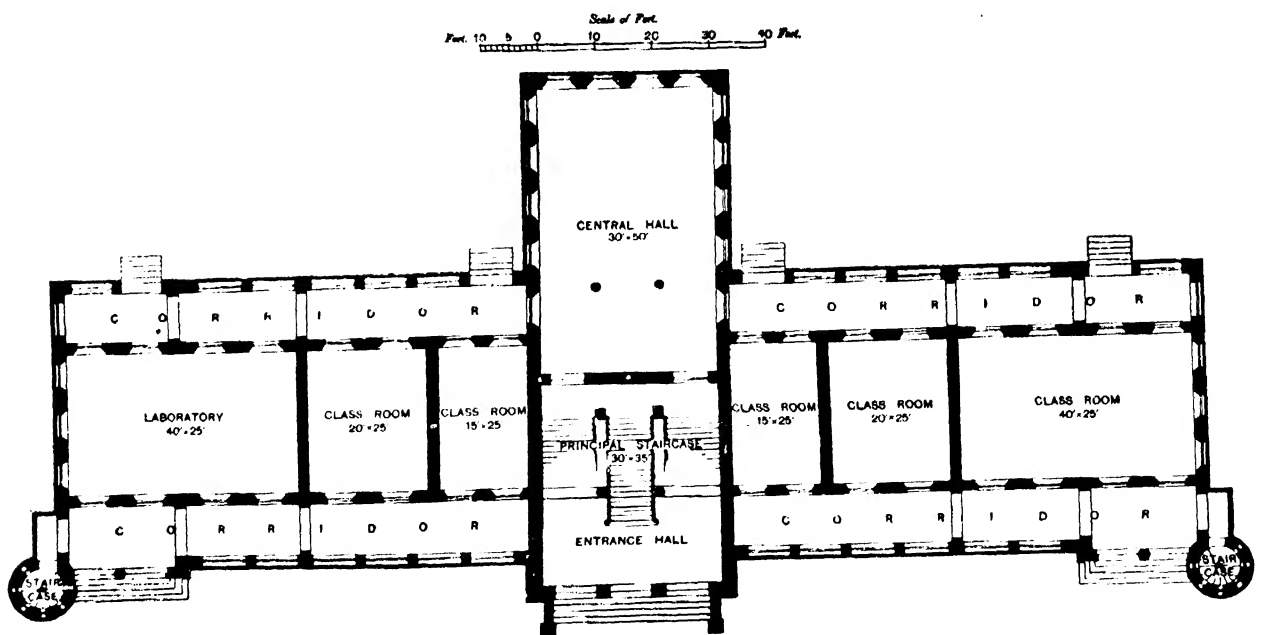 Scale of Feet.
Feet. 10 5 0 10 20 30 40 Feet.
CENTRAL HALL
30'×50'
C O R R I D O R
C O R R I D O R
LABORATORY
40'×25'
CLASS ROOM
20'×25'
CLASS ROOM
15'×25
PRINCIPAL STAIRCASE
30'×35'
CLASS ROOM
15'×25'
CLASS ROOM
20'×25'
CLASS ROOM
40'×25'
C O R R I D O R
ENTRANCE HALL
C O R R I D O R
STAIR
CASE
STAIR
CASE